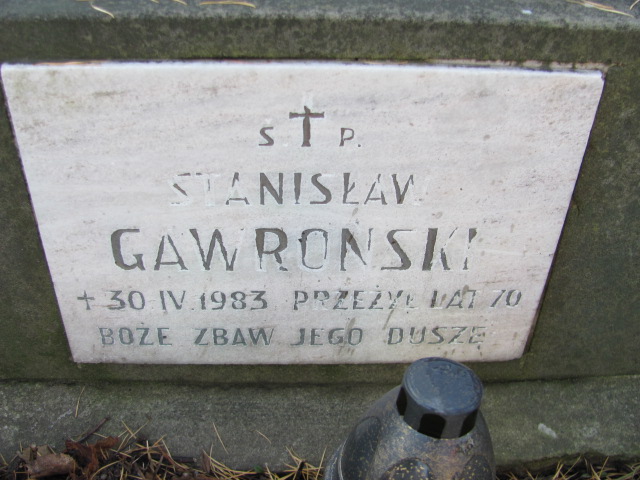 Ś.✝P.
STANISŁAW
GAWROŃSKI
✝30 IV.1983 PRZEŻYŁ LAT 70
BOŻE ZBAW JEGO DUSZĘ